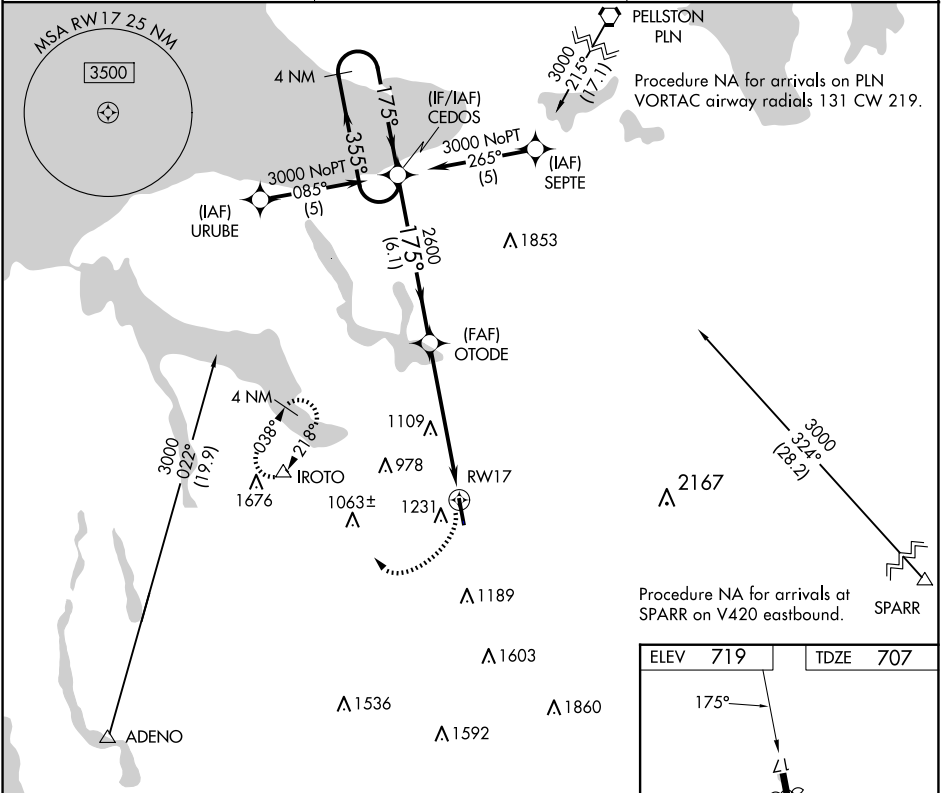 MSA RW17 25 NM
3500
PELLSTON
PLN
3000
215°
(17.1)
Procedure NA for arrivals on PLN
VORTAC airway radials 131 CW 219.
4 NM
175°
355°
(IF/IAF)
CEDOS
3000 NoPT
265°
(5)
(IAF)
SEPTE
3000 NoPT
085°
(5)
(IAF)
URUBE
2600
175°
(6.1)
1853
(FAF)
OTODE
3000
022°
(19.9)
4 NM
038°
218°
IROTO
1676
1109
978
1063±
1231
RW17
2167
3000
324°
(28.2)
SPARR
Procedure NA for arrivals at
SPARR on V420 eastbound.
1189
1603
1536
1592
1860
ADENO
ELEV 719
TDZE 707
175°
17